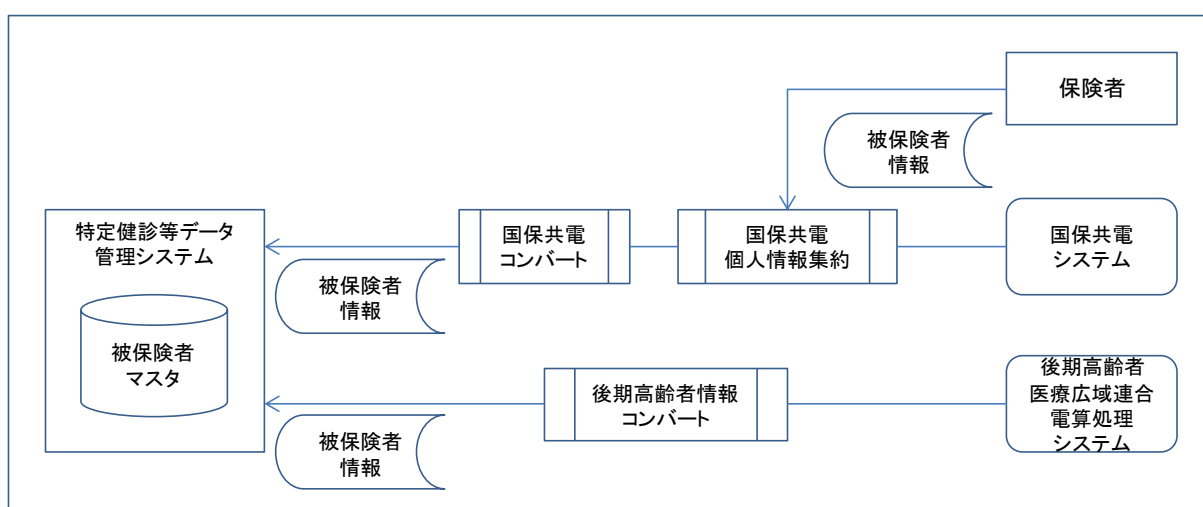 保険者
被保険者
情報
特定健診等データ
管理システム
国保共電
コンバート
国保共電
個人情報集約
国保共電
システム
被保険者
情報
被保険者
マスタ
後期高齢者情報
コンバート
後期高齢者
医療広域連合
電算処理
システム
被保険者
情報